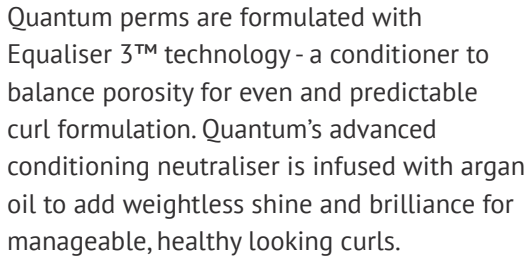 Quantum perms are formulated with
Equaliser 3™ technology - a conditioner to
balance porosity for even and predictable
curl formulation. Quantum’s advanced
conditioning neutraliser is infused with argan
oil to add weightless shine and brilliance for
manageable, healthy looking curls.